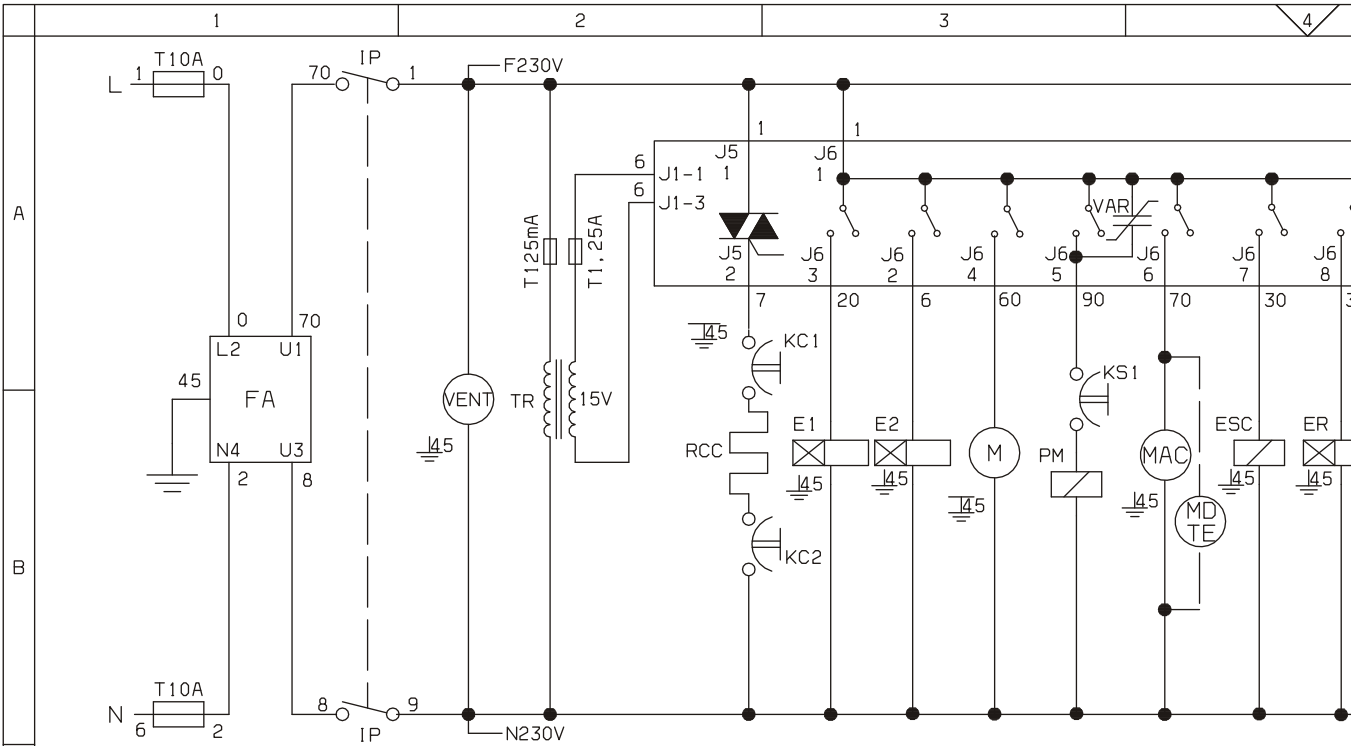 1 2 3 4
T10A IP
L 1 0 70 1 F230V
1 1
J5 J6
6 J1-1 1 1
6 J1-3
A
VAR
T125mA T1,25A
J5 J6 J6 J6 J6 J6 J6 J6
2 3 2 4 5 6 7 8
7 20 6 60 90 70 30 3
0 70
45 KC1
L2 U1
45 FA KS1
VENT TR 15V
45
E1 E2 ESC ER
N4 U3 RCC M PM MAC
2 8
45 45 45 45 45 45
MD
TE
KC2
B
T10A
N 6 2 8 9
IP N230V